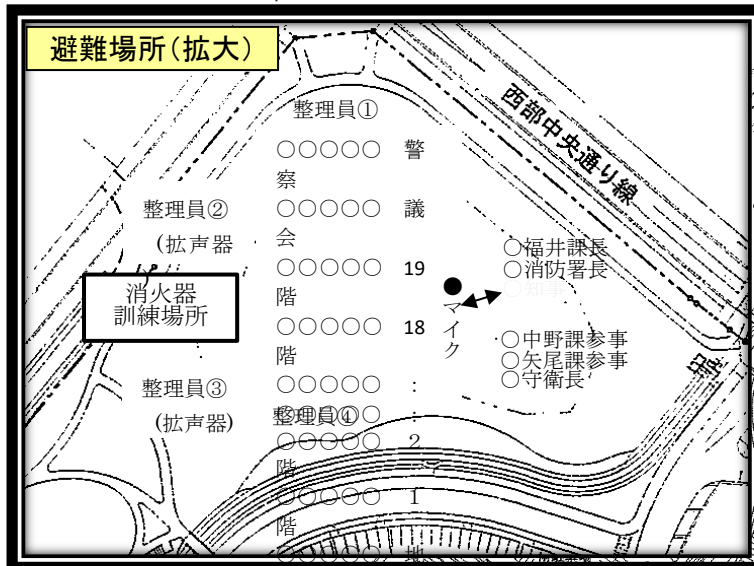 避難場所(拡大)
西部中央通り線
整理員①
○○○○○ 警
察
○○○○○ 議
会
○○○○○ 19
階
○○○○○ 18
階
○○○○○ :
○○○○○ :
○○○○○ 2
階
○○○○○ 1
階
○○○○○ 地
整理員②
(拡声器
消火器
訓練場所
整理員③
(拡声器)
整理員④
●マイク
○福井課長
○消防署長
○知事
○中野課参事
○矢尾課参事
○守衛長